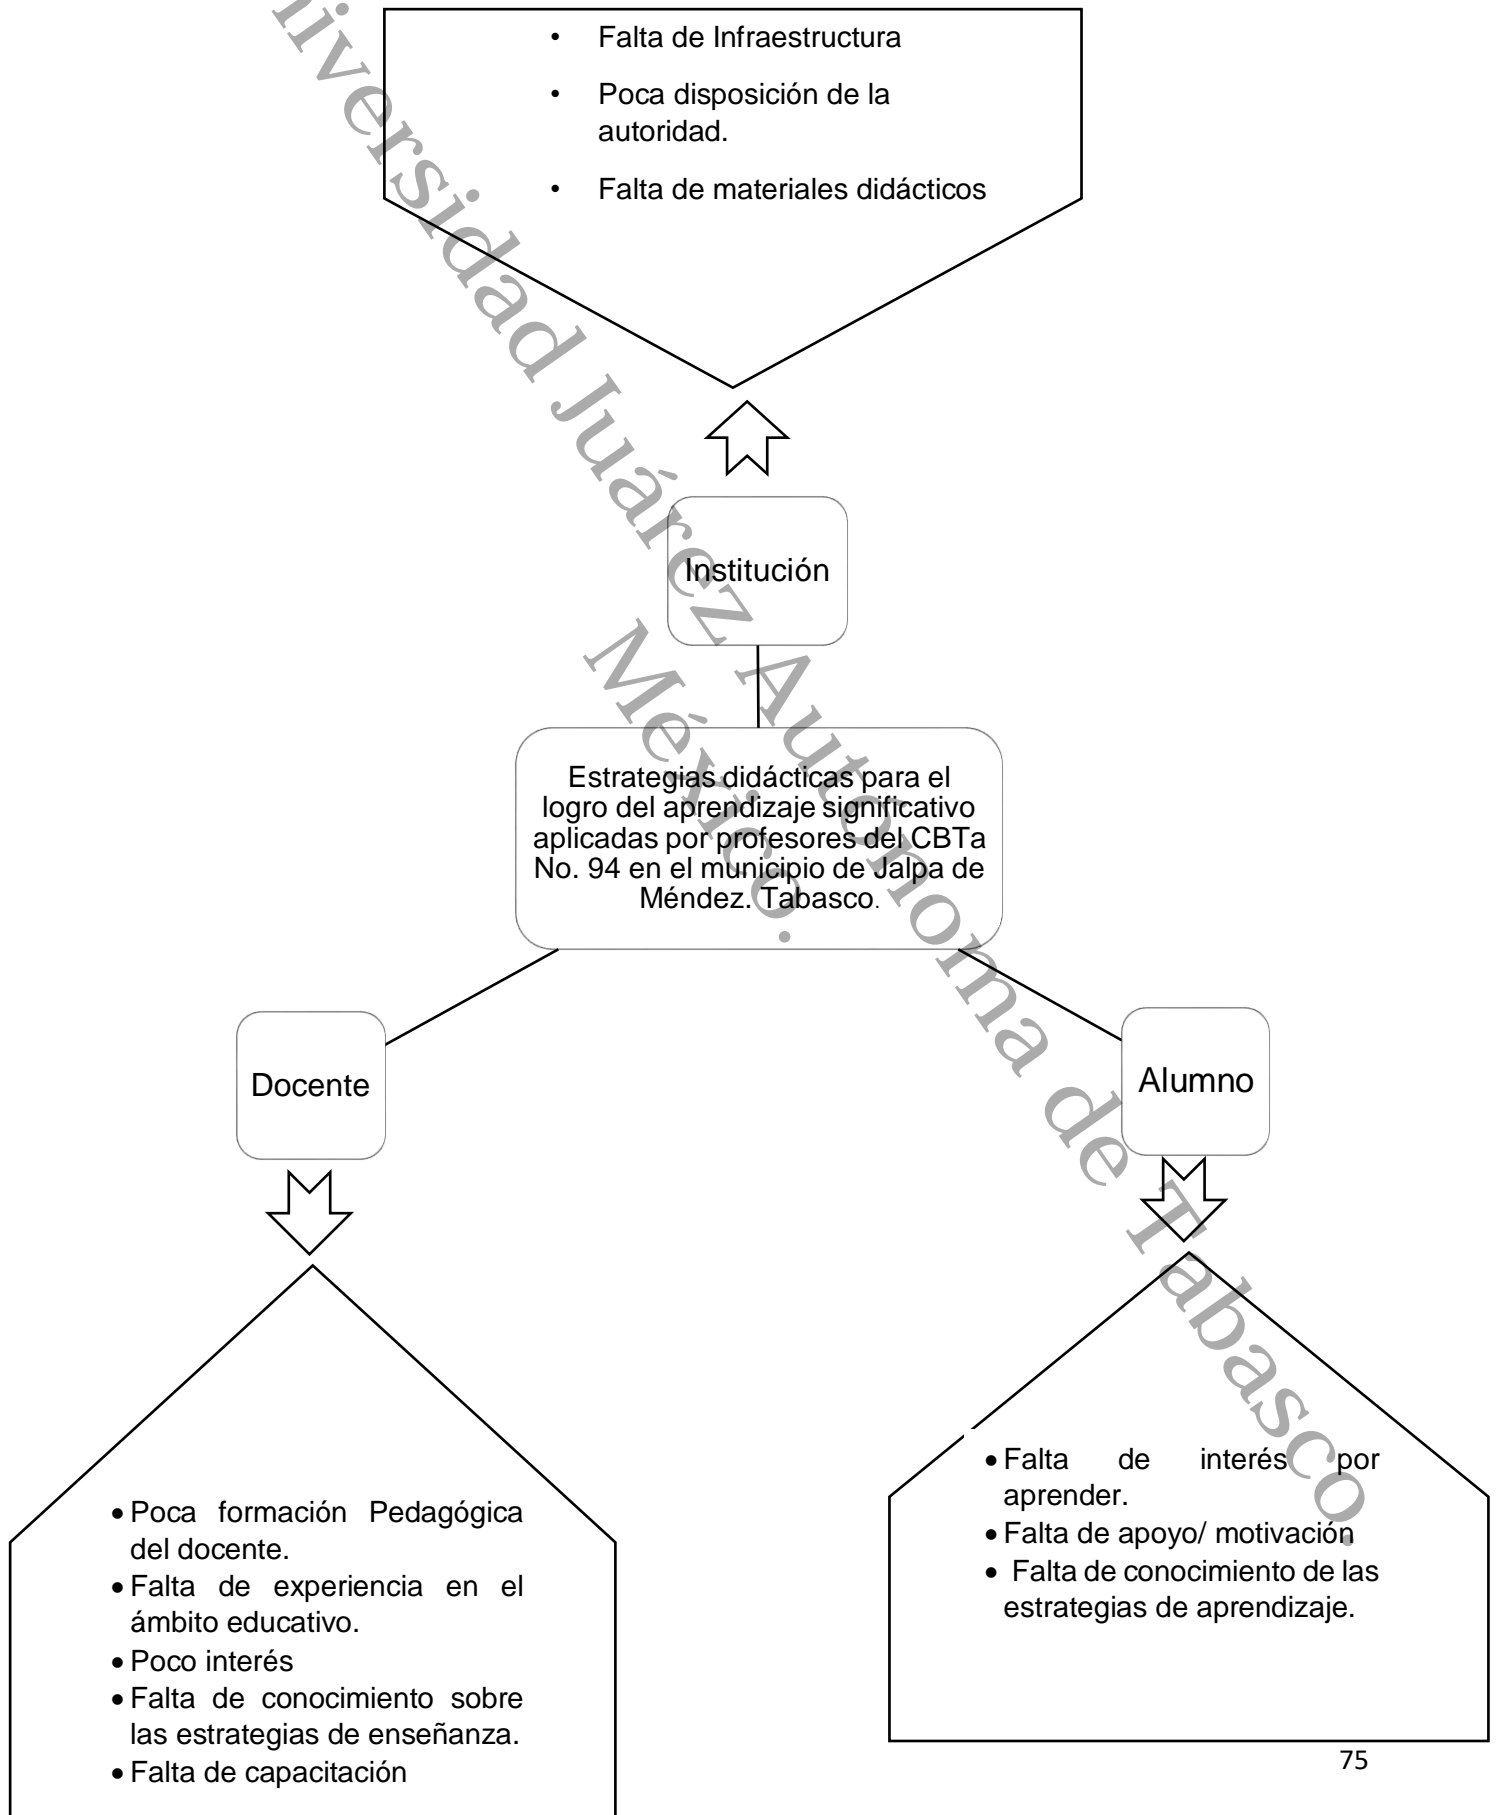 • Falta de Infraestructura
• Poca disposición de la
autoridad.
• Falta de materiales didácticos
Institución
Estrategias didácticas para el
logro del aprendizaje significativo
aplicadas por profesores del CBTa
No. 94 en el municipio de Jalpa de
Méndez. Tabasco.
Docente
Alumno
• Poca formación Pedagógica
del docente.
• Falta de experiencia en el
ámbito educativo.
• Poco interés
• Falta de conocimiento sobre
las estrategias de enseñanza.
• Falta de capacitación
• Falta de interés por
aprender.
• Falta de apoyo/ motivación
• Falta de conocimiento de las
estrategias de aprendizaje.
75
niversidad Juárez Autónoma de Tabasco.
México.